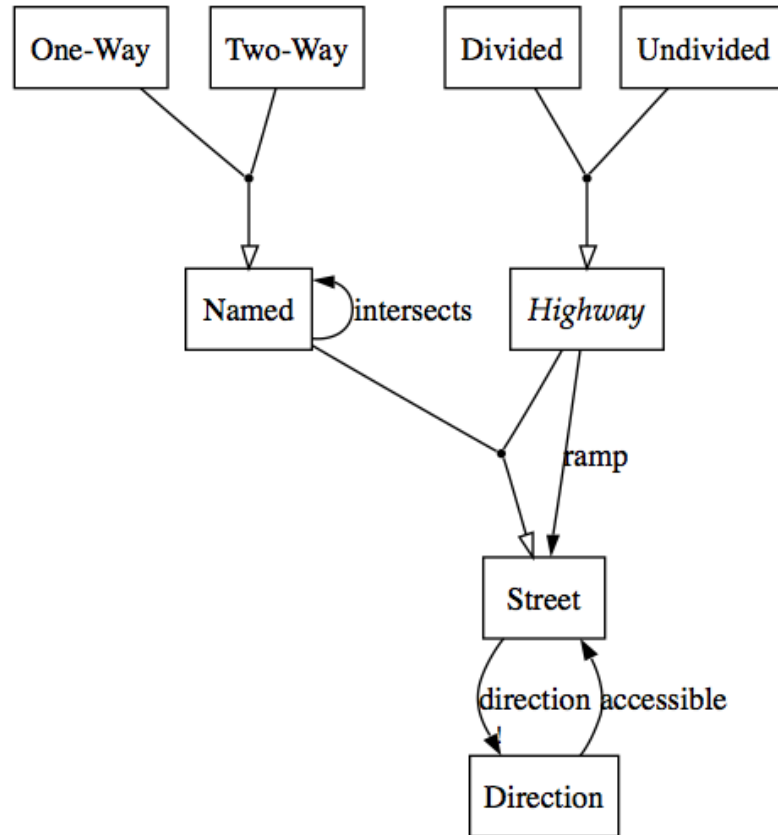 One-Way
Two-Way
Divided
Undivided
Named
intersects
Highway
ramp
Street
direction
accessible
!
Direction